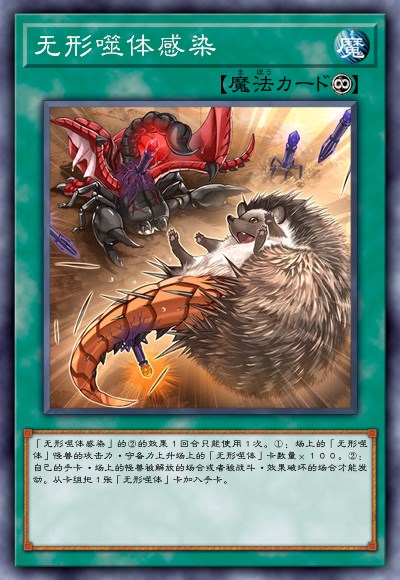 无形噬体感染
魔
【魔法カード】
まほう
「无形噬体感染」的②的效果1回合只能使用1次。①：场上的「无形噬
体」怪兽的攻击力·守备力上升场上的「无形噬体」卡数量×100。②：
自己的手卡·场上的怪兽被解放的场合或者被战斗·效果破坏的场合才能发
动。从卡组把1张「无形噬体」卡加入手卡。